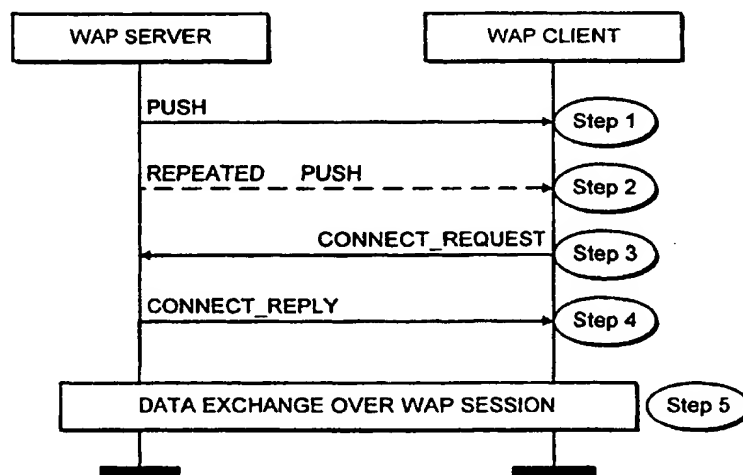 WAP SERVER
WAP CLIENT
PUSH
Step 1
REPEATED PUSH
Step 2
CONNECT_REQUEST
Step 3
CONNECT_REPLY
Step 4
DATA EXCHANGE OVER WAP SESSION
Step 5